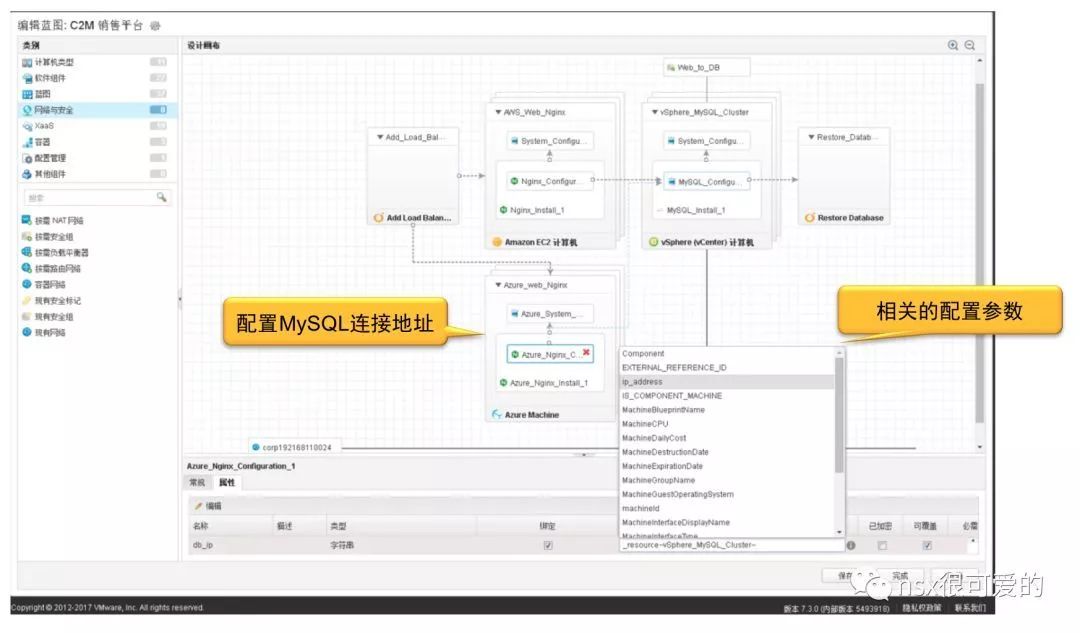 编辑蓝图: C2M 销售平台
类别
计算机类型
软件组件
蓝图
网络与安全
XaaS
容器
配置管理
其他组件
搜索
按需 NAT 网络
按需安全组
按需负载平衡器
按需路由网络
容器网络
现有安全标记
现有安全组
现有网络
设计画布
Web_to_DB
Add_Load_Bal...
Add Load Balan...
AWS_Web_Nginx
System_Configu...
Nginx_Configur...
Nginx_Install_1
Amazon EC2 计算机
vSphere_MySQL_Cluster
System_Configu...
MySQL_Configu...
MySQL_Install_1
vSphere (vCenter) 计算机
Restore_Datab...
Restore Database
Azure_web_Nginx
Azure_System_...
Azure_Nginx_C...
Azure_Nginx_Install_1
Azure Machine
配置MySQL连接地址
相关的配置参数
corp192168110024
Component
EXTERNAL_REFERENCE_ID
ip_address
IS_COMPONENT_MACHINE
MachineBlueprintName
MachineCPU
MachineDailyCost
MachineDestructionDate
MachineExpirationDate
MachineGroupName
MachineGuestOperatingSystem
machineId
MachineInterfaceDisplayName
MachineInterfaceType
_resource~vSphere_MySQL_Cluster~
Azure_Nginx_Configuration_1
常规 属性
编辑
名称 描述 类型 绑定 已加密 可覆盖 必需
db_ip 字符串
保存 完成
nsx很可爱的
Copyright © 2012-2017 VMware, Inc. All rights reserved.
版本 7.3.0 (内部版本 5493918) 隐私权政策 联系我们